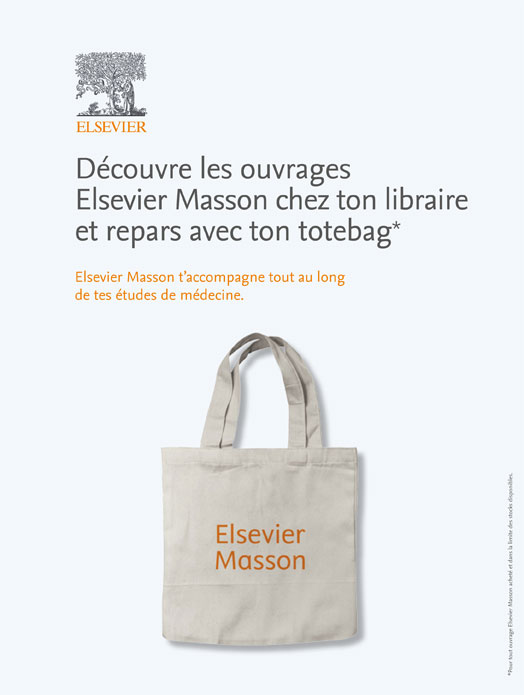 ELSEVIER
Découvre les ouvrages
Elsevier Masson chez ton libraire
et repars avec ton totebag*
Elsevier Masson t’accompagne tout au long
de tes études de médecine.
Elsevier
Masson
*Pour tout ouvrage Elsevier Masson acheté et dans la limite des stocks disponibles.